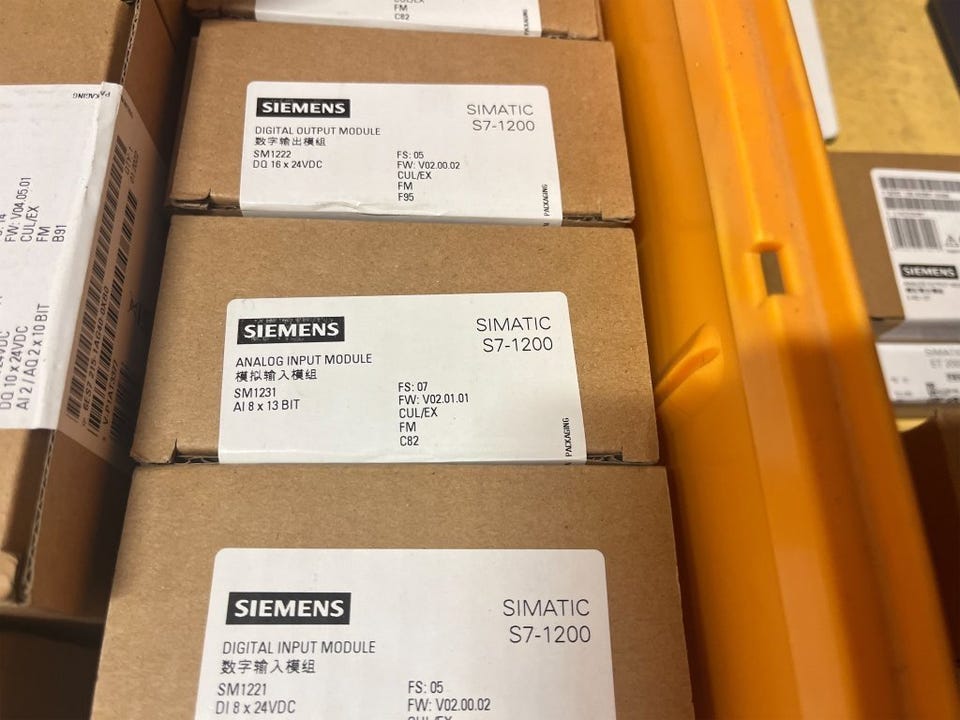 FM
C82
SIEMENS
SIMATIC
S7-1200
DIGITAL OUTPUT MODULE
数字输出模组
SM1222
DQ 16 x 24VDC
FS: 05
FW: V02.00.02
CUL/EX
FM
F95
PACKAGING
SIEMENS
SIMATIC
S7-1200
ANALOG INPUT MODULE
模拟输入模组
SM1231
AI 8 x 13 BIT
FS: 07
FW: V02.01.01
CUL/EX
FM
C82
PACKAGING
SIEMENS
SIMATIC
S7-1200
DIGITAL INPUT MODULE
数字输入模组
SM1221
DI 8 x 24VDC
FS: 05
FW: V02.00.02
CUL/EX
PACKAGING
FW: V04.05.01
CUL/EX
FM
B91
DQ 10 x 24VDC
AI 2 / AQ 2 x 10 BIT
SIEMENS